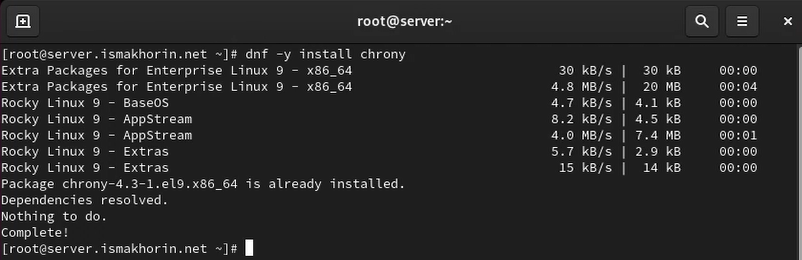 root@server:~
[root@server.ismakhorin.net ~]# dnf -y install chrony
Extra Packages for Enterprise Linux 9 - x86_64 30 kB/s | 30 kB 00:00
Extra Packages for Enterprise Linux 9 - x86_64 4.8 MB/s | 20 MB 00:04
Rocky Linux 9 - BaseOS 4.7 kB/s | 4.1 kB 00:00
Rocky Linux 9 - AppStream 8.2 kB/s | 4.5 kB 00:00
Rocky Linux 9 - AppStream 4.0 MB/s | 7.4 MB 00:01
Rocky Linux 9 - Extras 5.7 kB/s | 2.9 kB 00:00
Rocky Linux 9 - Extras 15 kB/s | 14 kB 00:00
Package chrony-4.3-1.el9.x86_64 is already installed.
Dependencies resolved.
Nothing to do.
Complete!
[root@server.ismakhorin.net ~]#